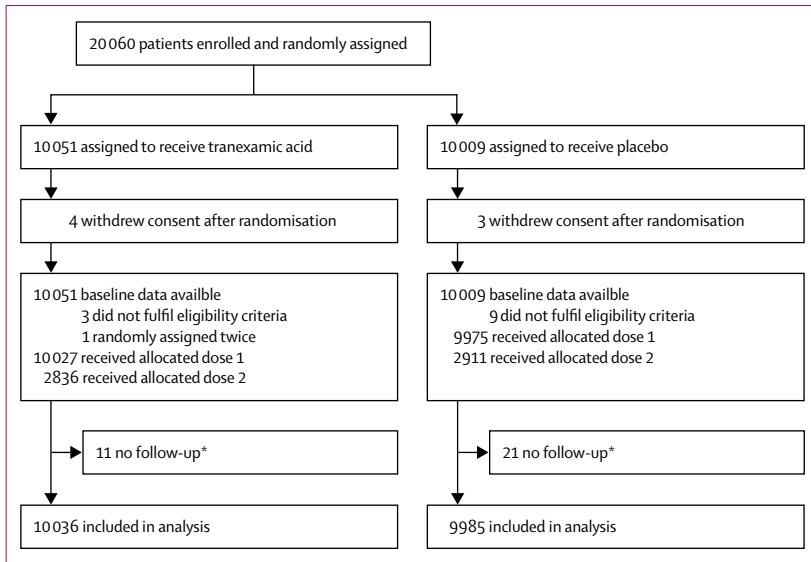 20 060 patients enrolled and randomly assigned
10 051 assigned to receive tranexamic acid
10 009 assigned to receive placebo
4 withdrew consent after randomisation
3 withdrew consent after randomisation
10 051 baseline data availble
3 did not fulfil eligibility criteria
1 randomly assigned twice
10 027 received allocated dose 1
2836 received allocated dose 2
10 009 baseline data available
9 did not fulfil eligibility criteria
9975 received allocated dose 1
2911 received allocated dose 2
11 no follow-up*
21 no follow-up*
10 036 included in analysis
9985 included in analysis